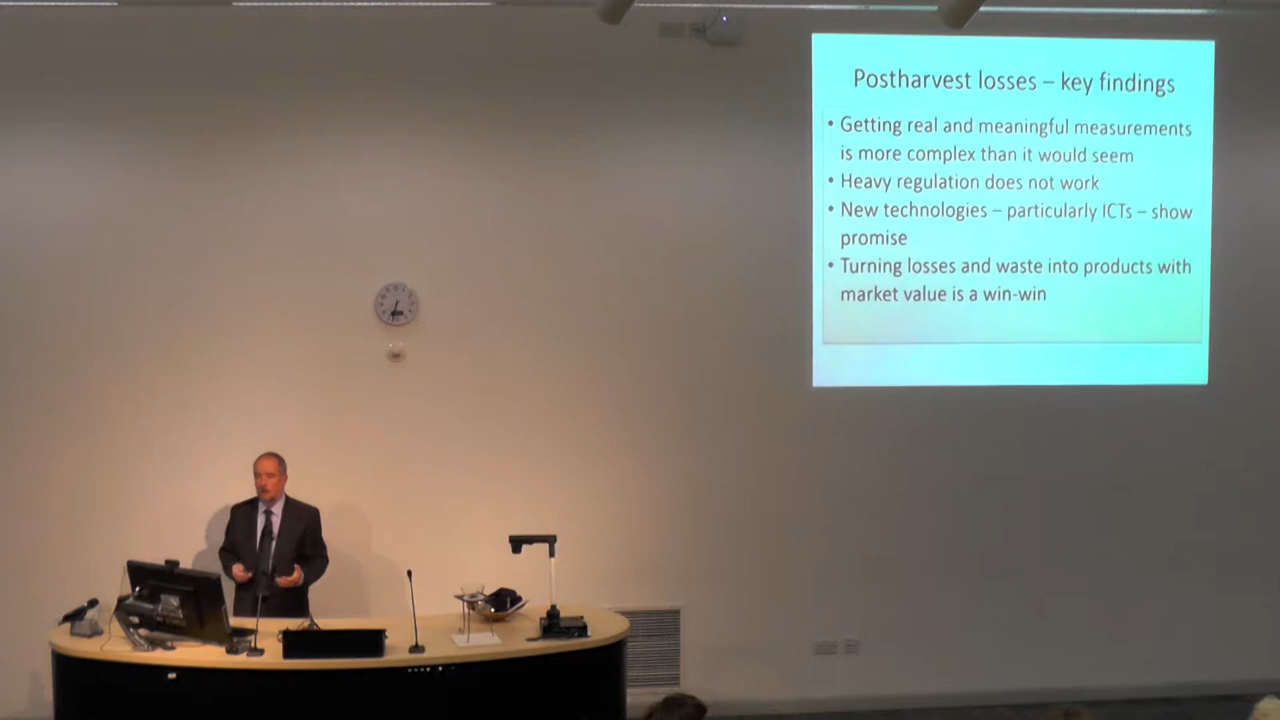 Postharvest losses – key findings
• Getting real and meaningful measurements
is more complex than it would seem
• Heavy regulation does not work
• New technologies – particularly ICTs – show
promise
• Turning losses and waste into products with
market value is a win-win